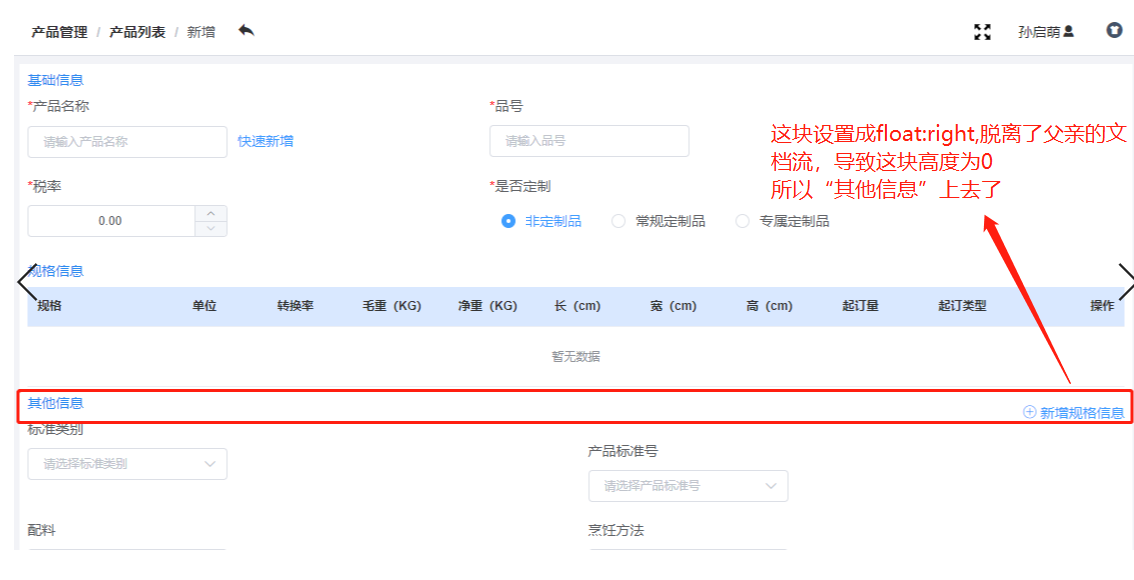 产品管理 / 产品列表 / 新增
孙启萌
基础信息
*产品名称
*品号
请输入产品名称
快速新增
请输入品号
这块设置成float:right,脱离了父亲的文
档流，导致这块高度为0
所以“其他信息”上去了
*税率
*是否定制
0.00
非定制品
常规定制品
专属定制品
规格信息
规格 单位 转换率 毛重（KG） 净重（KG） 长（cm） 宽（cm） 高（cm） 起订量 起订类型 操作
暂无数据
其他信息
新增规格信息
标准类别
产品标准号
请选择标准类别
请选择产品标准号
配料
烹饪方法